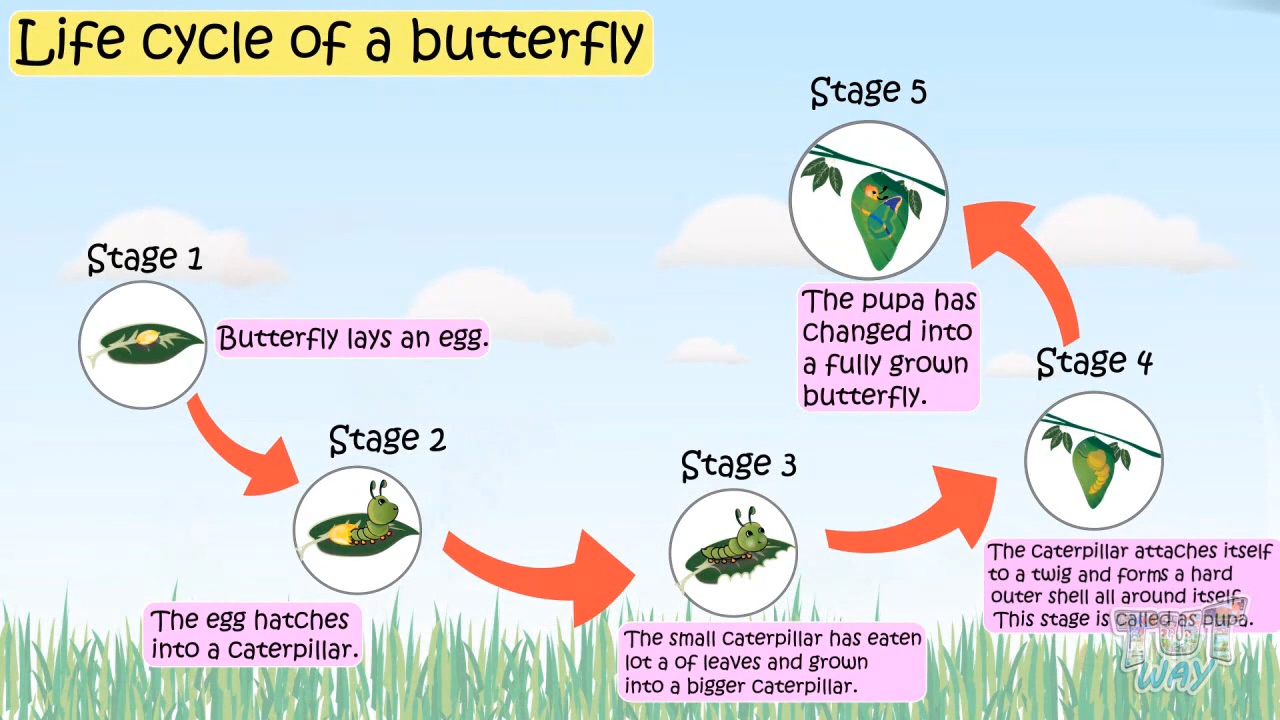 Life cycle of a butterfly
Stage 1
Butterfly lays an egg.
Stage 2
The egg hatches
into a caterpillar.
Stage 3
The small caterpillar has eaten
lot a of leaves and grown
into a bigger caterpillar.
Stage 4
The caterpillar attaches itself
to a twig and forms a hard
outer shell all around itself.
This stage is called as pupa.
Stage 5
The pupa has
changed into
a fully grown
butterfly.
TUT
WAY